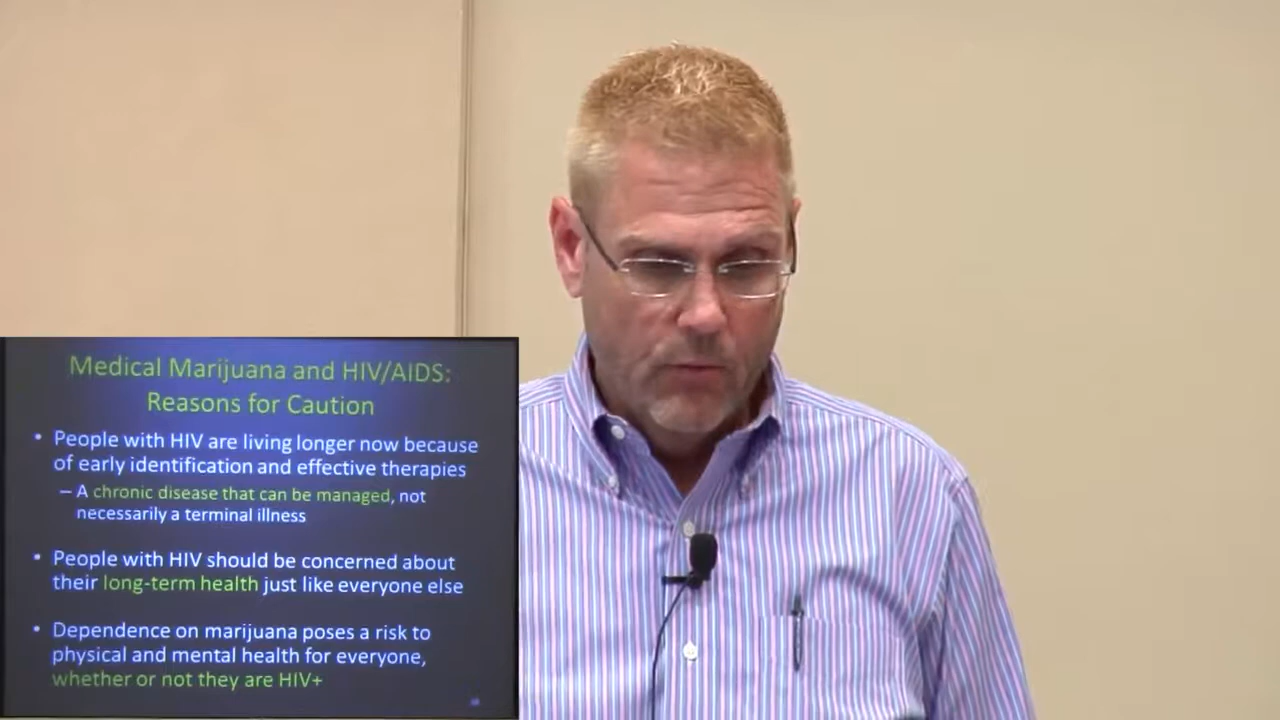 Medical Marijuana and HIV/AIDS:
Reasons for Caution
• People with HIV are living longer now because
of early identification and effective therapies
– A chronic disease that can be managed, not
necessarily a terminal illness
• People with HIV should be concerned about
their long-term health just like everyone else
• Dependence on marijuana poses a risk to
physical and mental health for everyone,
whether or not they are HIV+